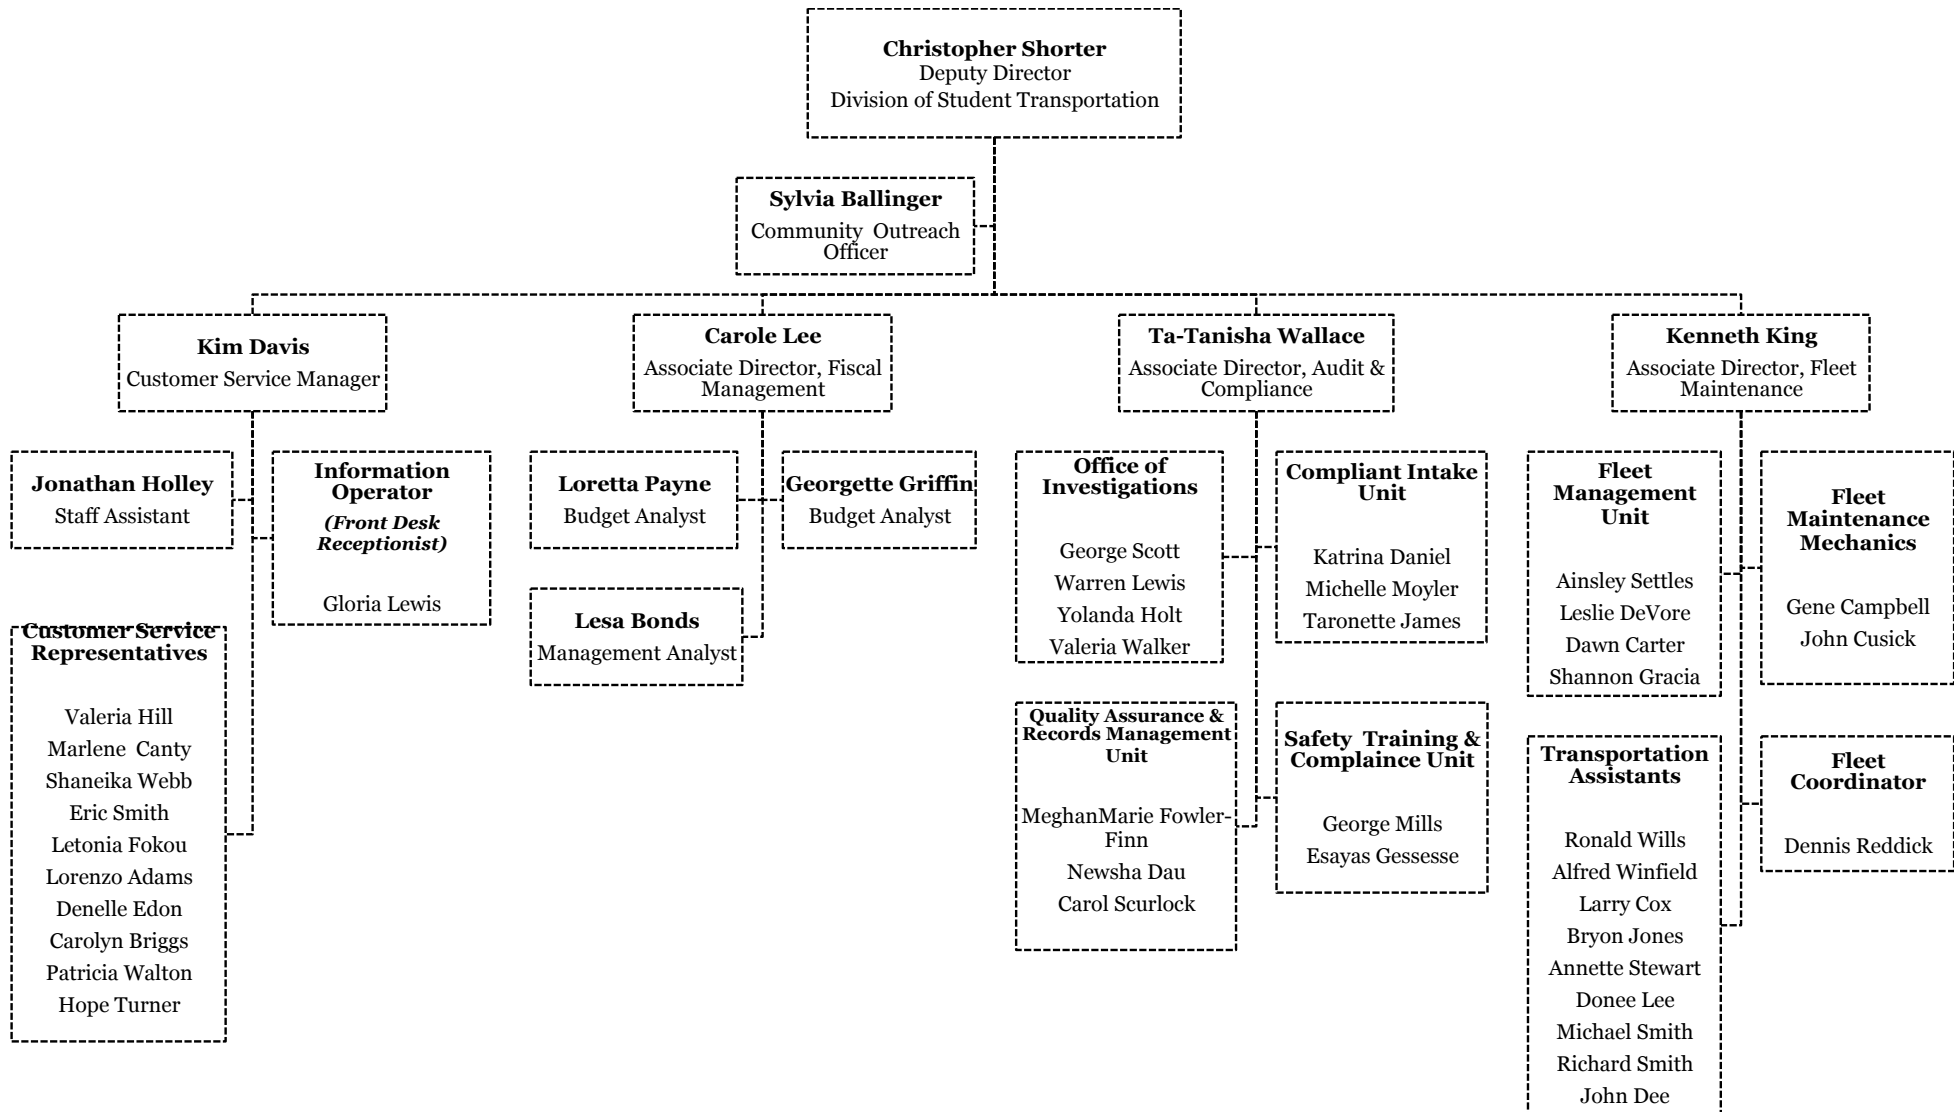 Christopher Shorter
Deputy Director
Division of Student Transportation
Sylvia Ballinger
Community Outreach
Officer
Kim Davis
Customer Service Manager
Carole Lee
Associate Director, Fiscal
Management
Ta-Tanisha Wallace
Associate Director, Audit &
Compliance
Kenneth King
Associate Director, Fleet
Maintenance
Jonathan Holley
Staff Assistant
Information
Operator
(Front Desk
Receptionist)
Gloria Lewis
Customer Service
Representatives
Valeria Hill
Marlene Canty
Shaneika Webb
Eric Smith
Letonia Fokou
Lorenzo Adams
Denelle Edon
Carolyn Briggs
Patricia Walton
Hope Turner
Loretta Payne
Budget Analyst
Georgette Griffin
Budget Analyst
Lesa Bonds
Management Analyst
Office of
Investigations
George Scott
Warren Lewis
Yolanda Holt
Valeria Walker
Compliant Intake
Unit
Katrina Daniel
Michelle Moyler
Taronette James
Quality Assurance &
Records Management
Unit
MeghanMarie Fowler-
Finn
Newsha Dau
Carol Scurlock
Safety Training &
Complaince Unit
George Mills
Esayas Gessesse
Fleet
Management
Unit
Ainsley Settles
Leslie DeVore
Dawn Carter
Shannon Gracia
Fleet
Maintenance
Mechanics
Gene Campbell
John Cusick
Transportation
Assistants
Ronald Wills
Alfred Winfield
Larry Cox
Bryon Jones
Annette Stewart
Donee Lee
Michael Smith
Richard Smith
John Dee
Fleet
Coordinator
Dennis Reddick